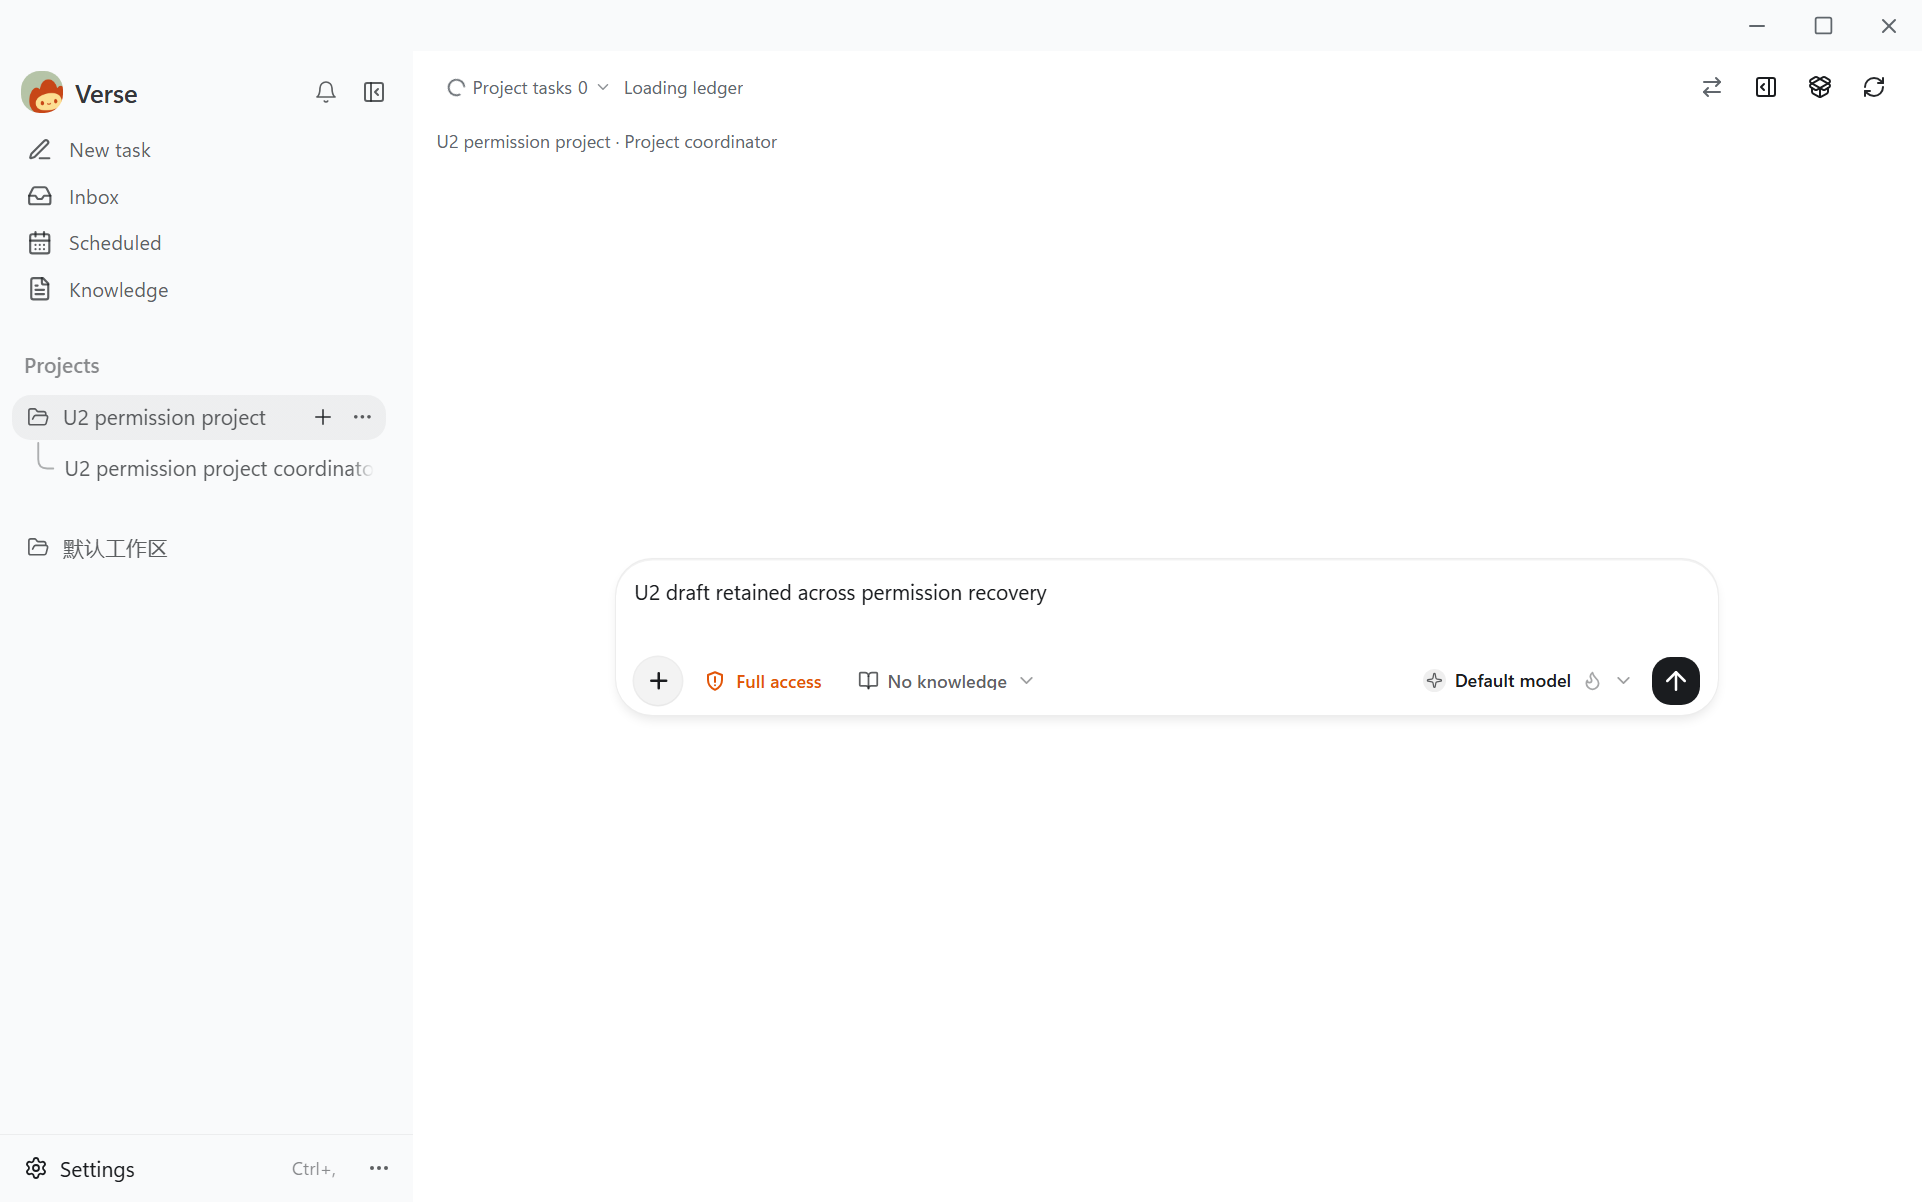 Verse
New task
Inbox
Scheduled
Knowledge
Projects
U2 permission project
U2 permission project coordinato
默认工作区
Settings
Ctrl+,
Project tasks 0
Loading ledger
U2 permission project · Project coordinator
U2 draft retained across permission recovery
Full access
No knowledge
Default model